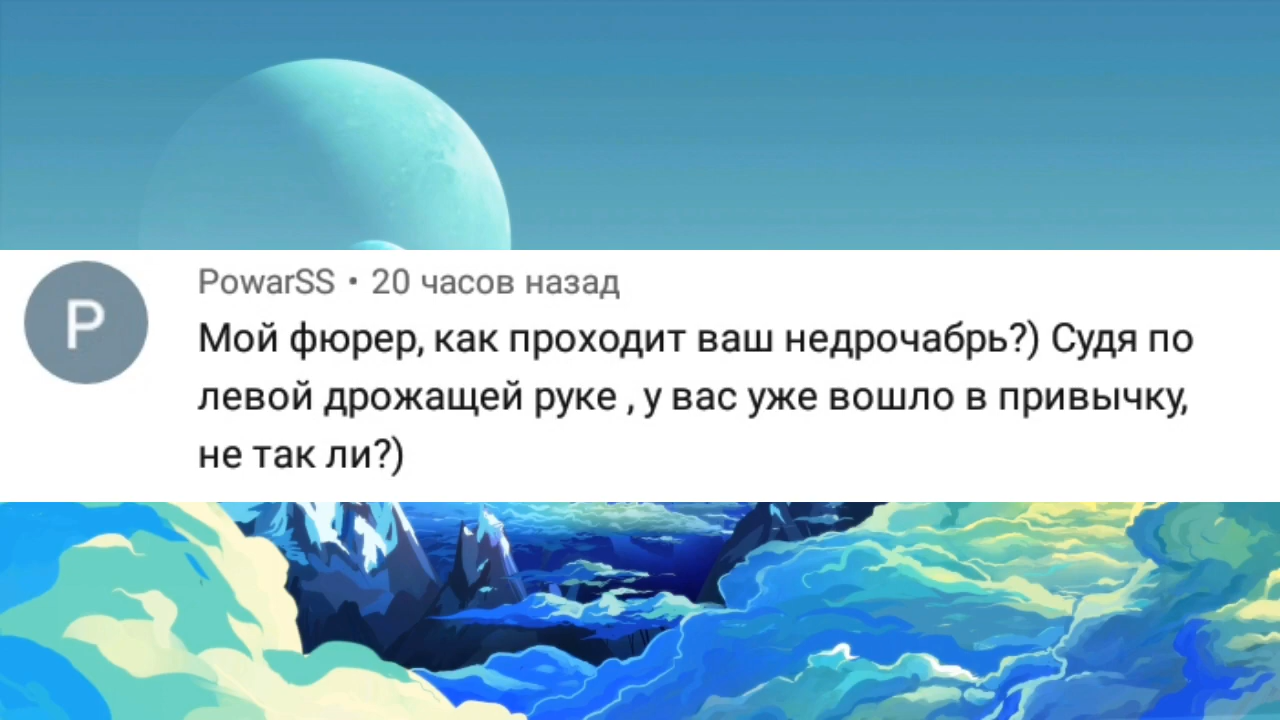 P
PowarSS • 20 часов назад
Мой фюрер, как проходит ваш недрочабрь?) Судя по
левой дрожащей руке , у вас уже вошло в привычку,
не так ли?)